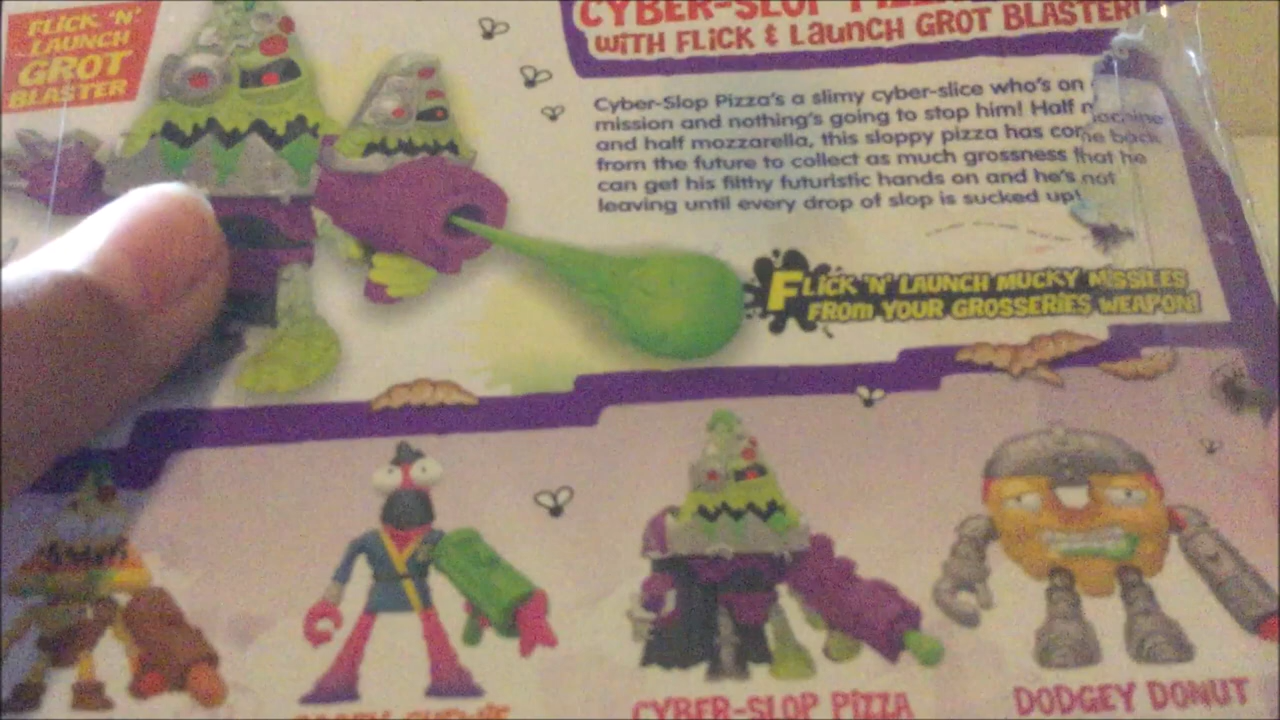 FLICK 'N'
LAUNCH
GROT
BLASTER
CYBER-SLOP
WITH FLICK & LAUNCH GROT BLASTER!
Cyber-Slop Pizza's a slimy cyber-slice who's on
mission and nothing's going to stop him! Half machine
and half mozzarella, this sloppy pizza has come back
from the future to collect as much grossness that he
can get his filthy futuristic hands on and he's not
leaving until every drop of slop is sucked up!
FLICK 'N' LAUNCH MUCKY MISSILES
FROM YOUR GROSSERIES WEAPON!
CYBER-SLOP PIZZA
DODGEY DONUT